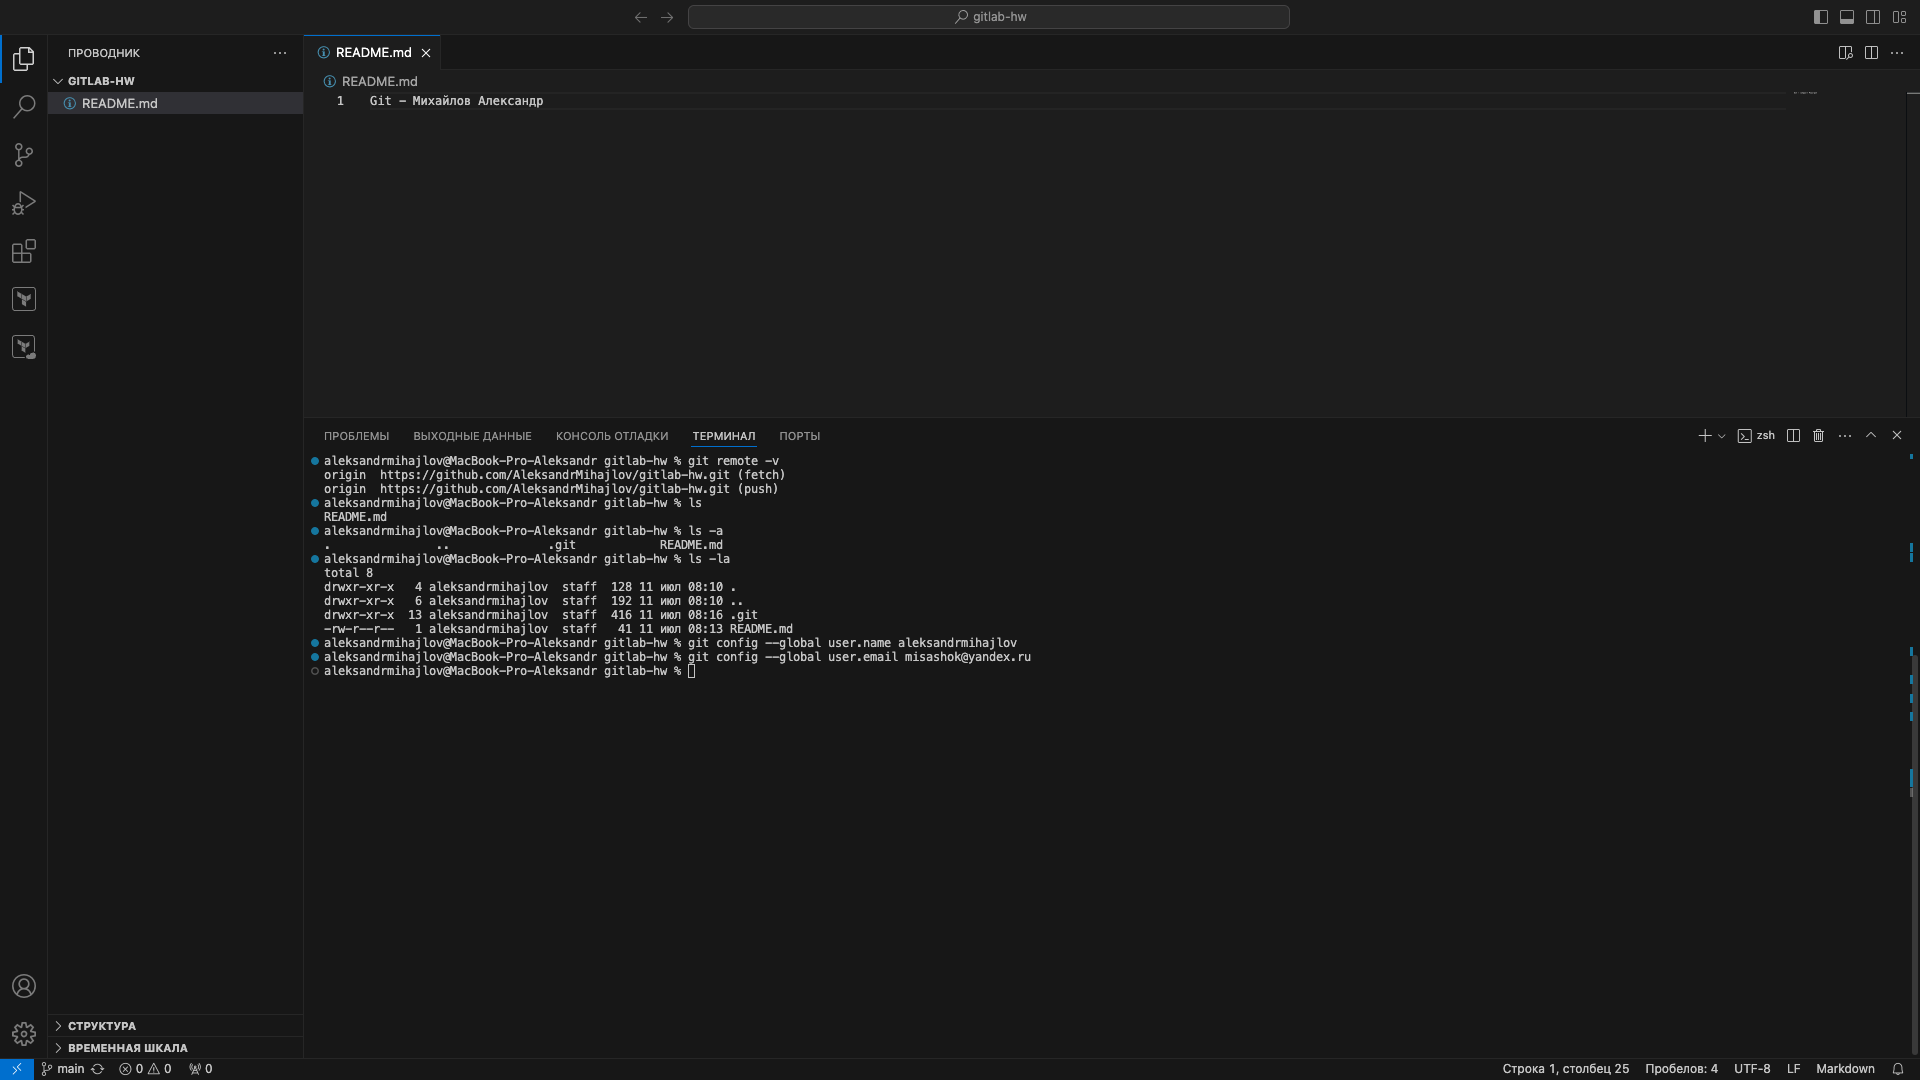 gitlab-hw
ПРОВОДНИК
GITLAB-HW
README.md
README.md
README.md
1 Git - Михайлов Александр
ПРОБЛЕМЫ ВЫХОДНЫЕ ДАННЫЕ КОНСОЛЬ ОТЛАДКИ ТЕРМИНАЛ ПОРТЫ
zsh
aleksandrmihajlov@MacBook-Pro-Aleksandr gitlab-hw % git remote -v
origin https://github.com/AleksandrMihajlov/gitlab-hw.git (fetch)
origin https://github.com/AleksandrMihajlov/gitlab-hw.git (push)
aleksandrmihajlov@MacBook-Pro-Aleksandr gitlab-hw % ls
README.md
aleksandrmihajlov@MacBook-Pro-Aleksandr gitlab-hw % ls -a
. .. .git README.md
aleksandrmihajlov@MacBook-Pro-Aleksandr gitlab-hw % ls -la
total 8
drwxr-xr-x 4 aleksandrmihajlov staff 128 11 июл 08:10 .
drwxr-xr-x 6 aleksandrmihajlov staff 192 11 июл 08:10 ..
drwxr-xr-x 13 aleksandrmihajlov staff 416 11 июл 08:16 .git
-rw-r--r-- 1 aleksandrmihajlov staff 41 11 июл 08:13 README.md
aleksandrmihajlov@MacBook-Pro-Aleksandr gitlab-hw % git config --global user.name aleksandrmihajlov
aleksandrmihajlov@MacBook-Pro-Aleksandr gitlab-hw % git config --global user.email misashok@yandex.ru
aleksandrmihajlov@MacBook-Pro-Aleksandr gitlab-hw %
СТРУКТУРА
ВРЕМЕННАЯ ШКАЛА
main 0 0 0
Строка 1, столбец 25 Пробелов: 4 UTF-8 LF Markdown